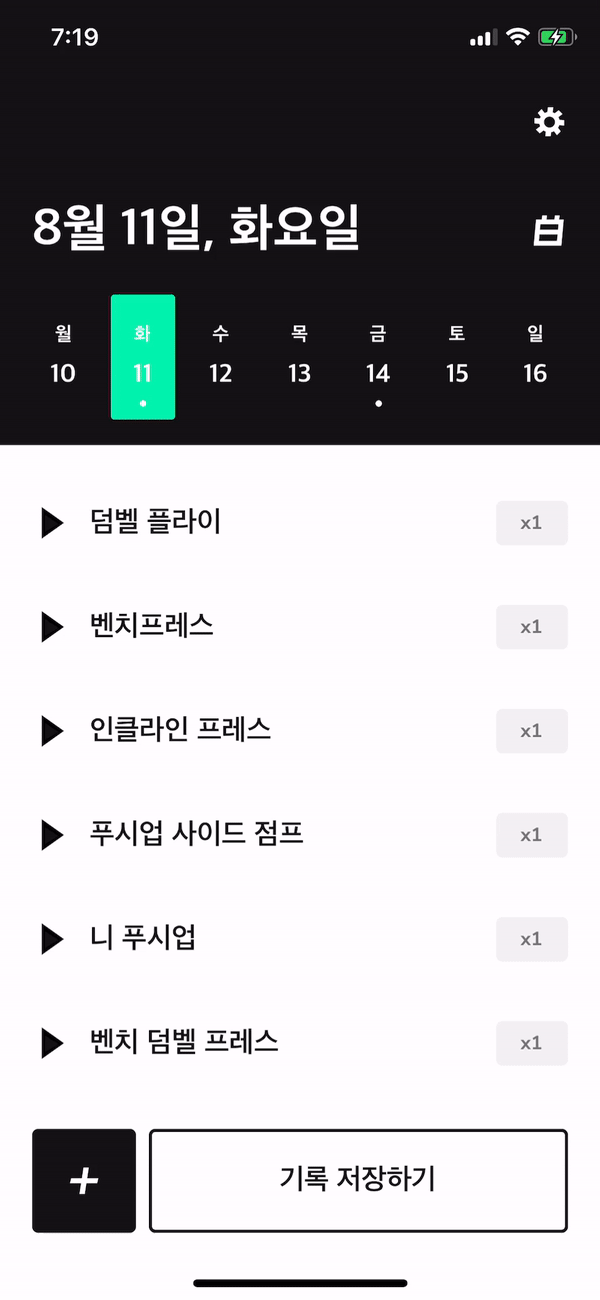 7:19
8월 11일, 화요일
월 화 수 목 금 토 일
10 11 12 13 14 15 16
덤벨 플라이 x1
벤치프레스 x1
인클라인 프레스 x1
푸시업 사이드 점프 x1
니 푸시업 x1
벤치 덤벨 프레스 x1
+ 기록 저장하기